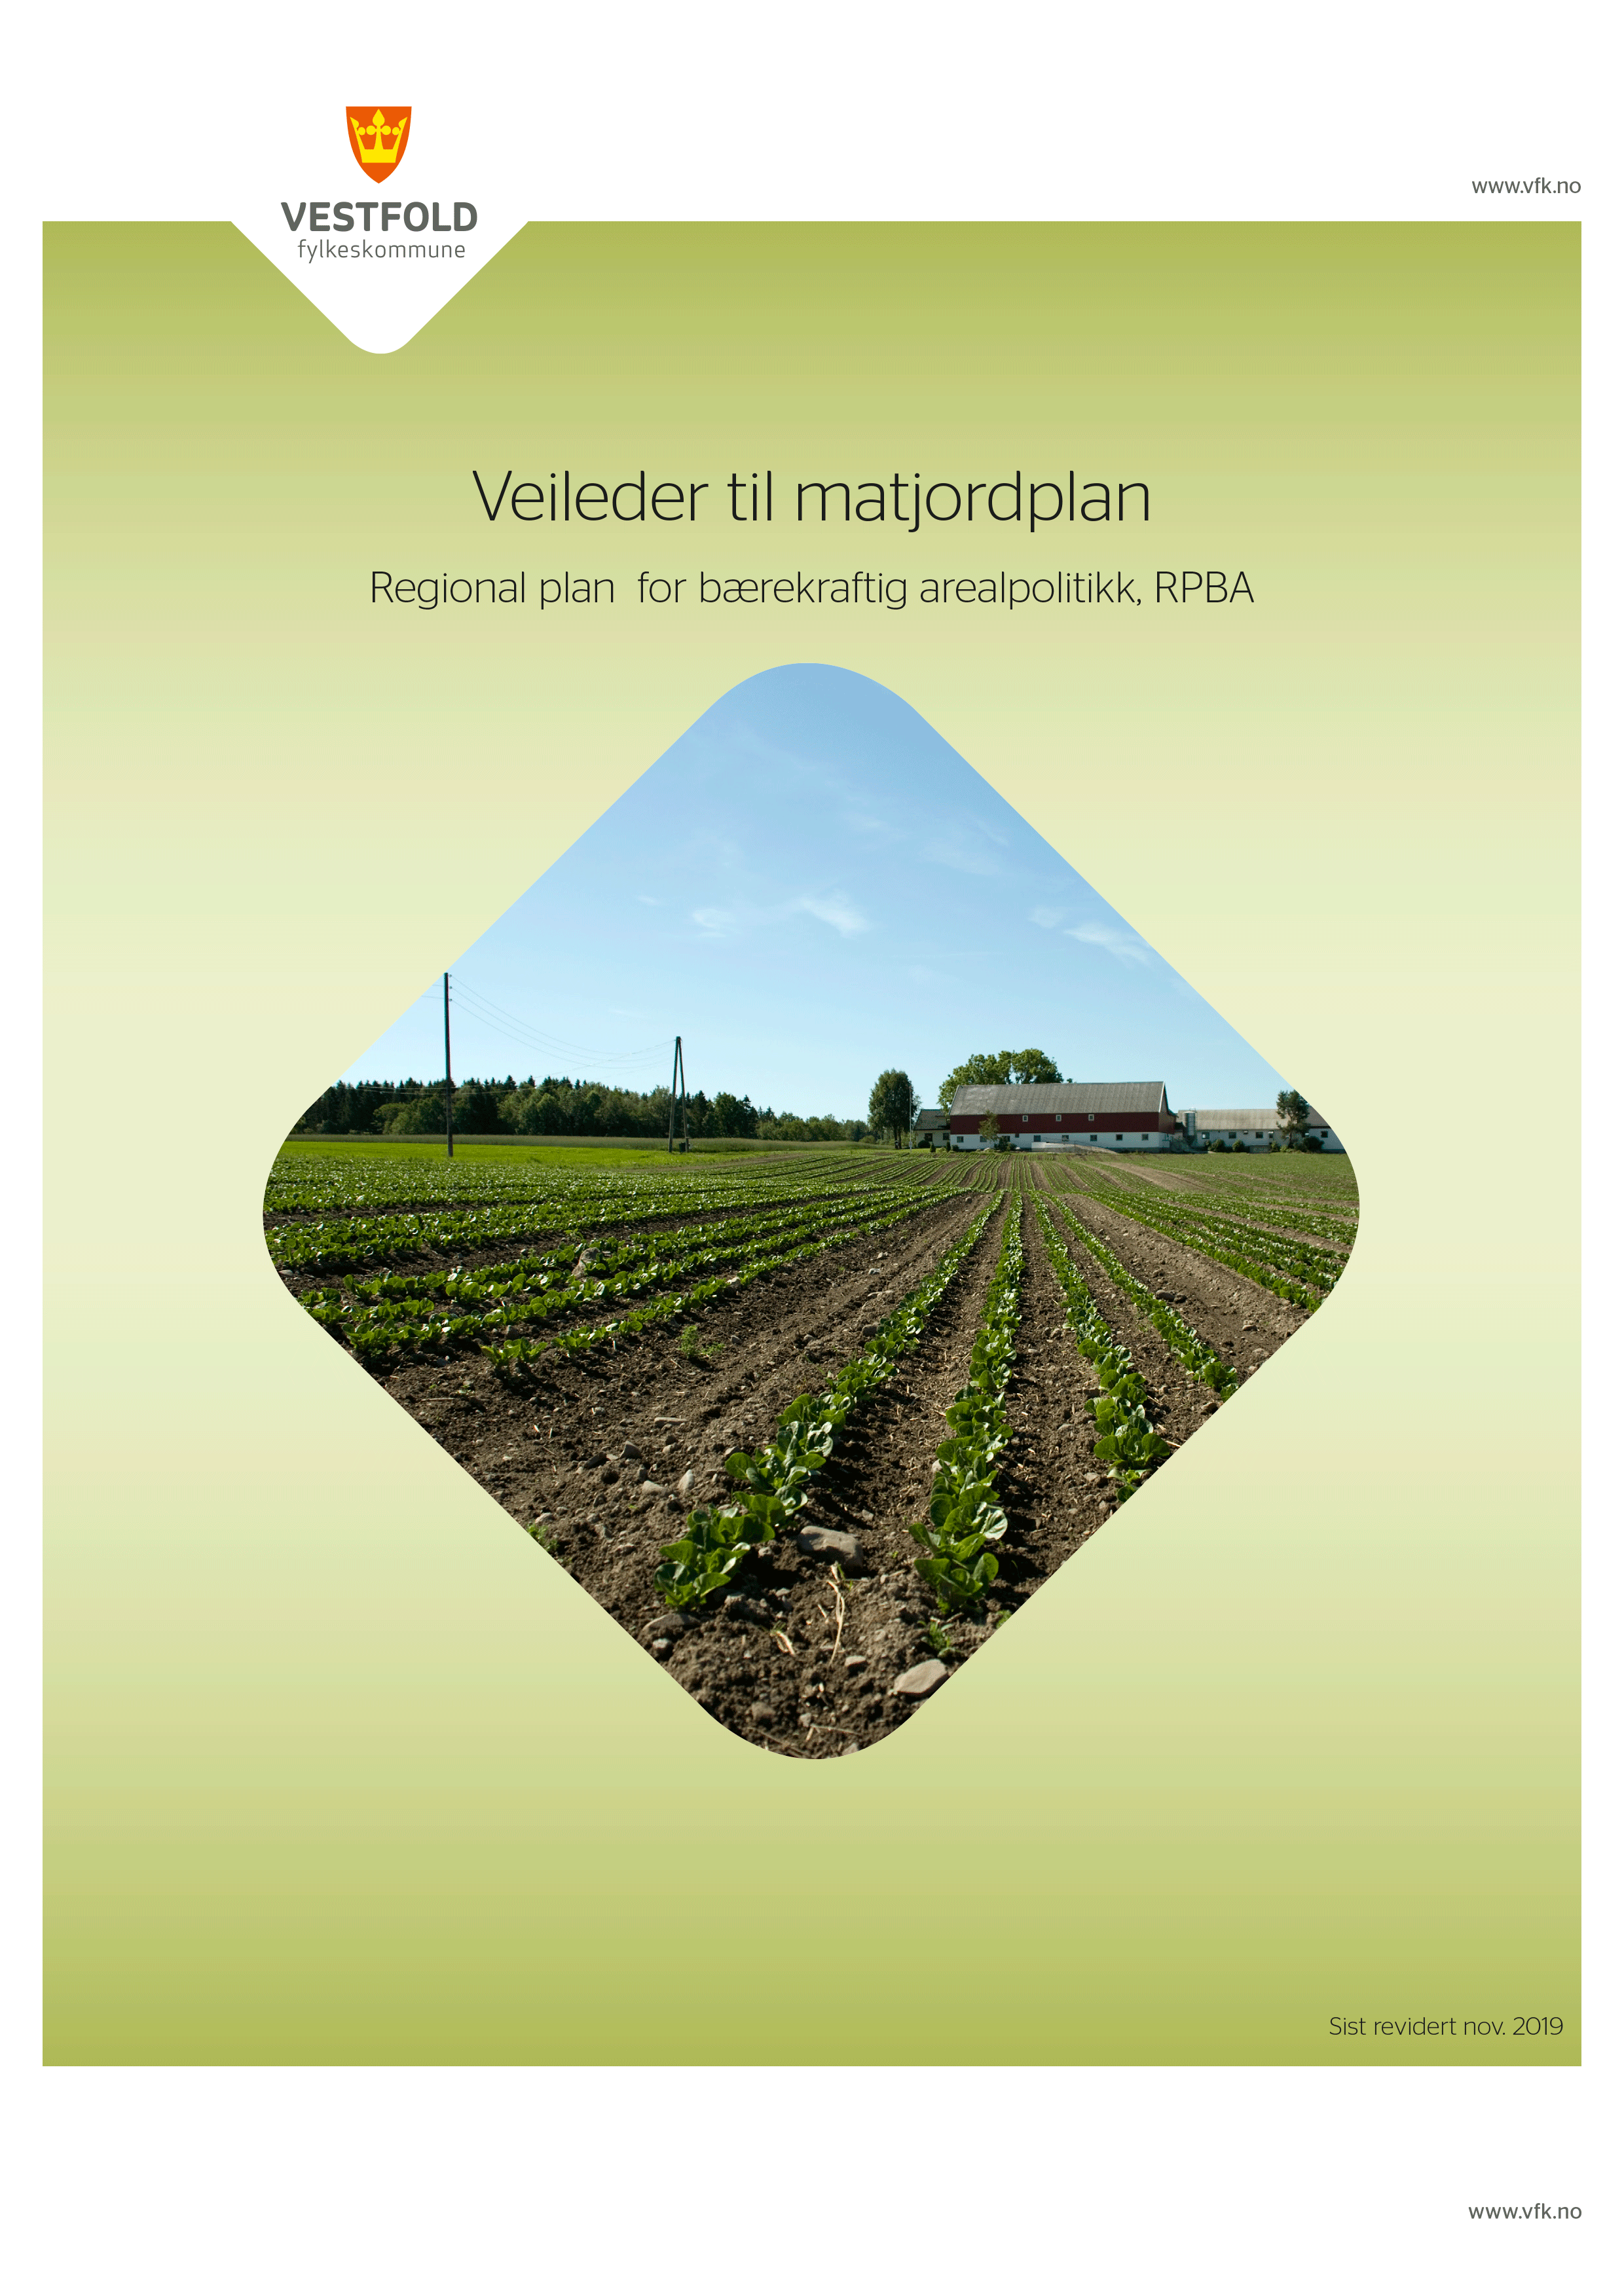 www.vfk.no
VESTFOLD
fylkeskommune
Veileder til matjordplan
Regional plan for bærekraftig arealpolitikk, RPBA
Sist revidert nov. 2019
www.vfk.no